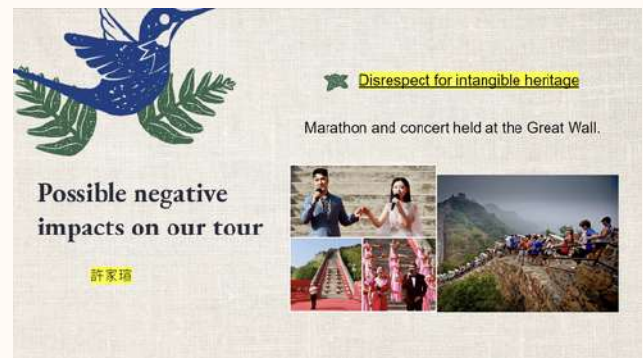 Possible negative
impacts on our tour
許家瑄
Disrespect for intangible heritage
Marathon and concert held at the Great Wall.